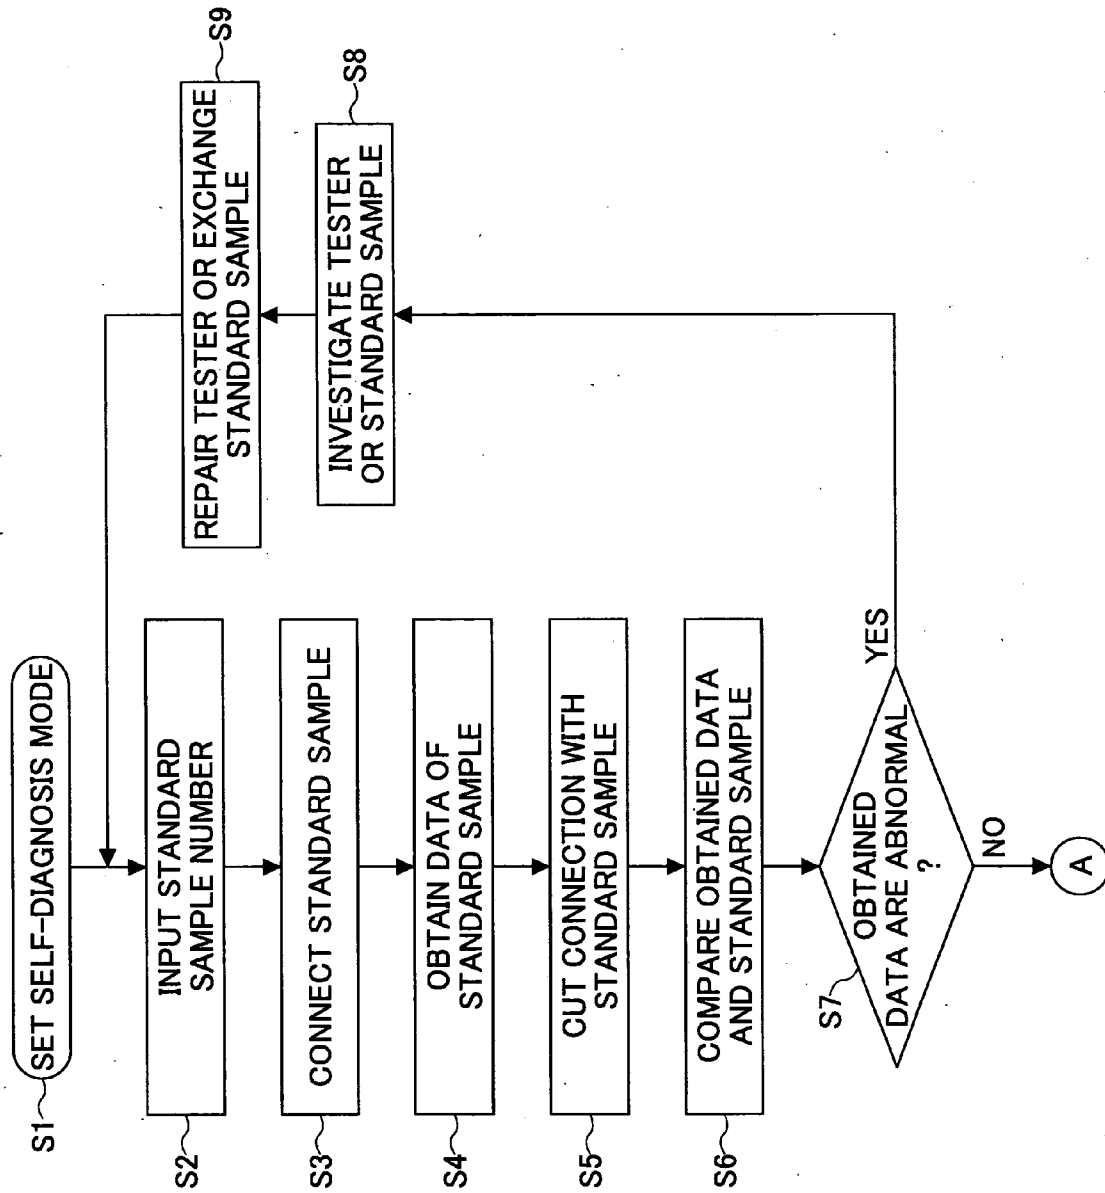 S1
SET SELF-DIAGNOSIS MODE
S2
INPUT STANDARD
SAMPLE NUMBER
S3
CONNECT STANDARD SAMPLE
S4
OBTAIN DATA OF
STANDARD SAMPLE
S5
CUT CONNECTION WITH
STANDARD SAMPLE
S6
COMPARE OBTAINED DATA
AND STANDARD SAMPLE
S7
OBTAINED
DATA ARE ABNORMAL
?
YES
NO
A
S8
INVESTIGATE TESTER
OR STANDARD SAMPLE
S9
REPAIR TESTER OR EXCHANGE
STANDARD SAMPLE